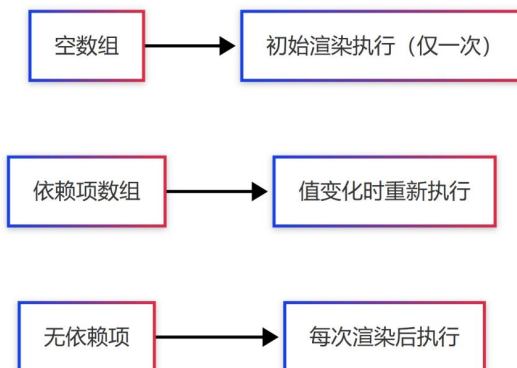 空数组
初始渲染执行（仅一次）
依赖项数组
值变化时重新执行
无依赖项
每次渲染后执行